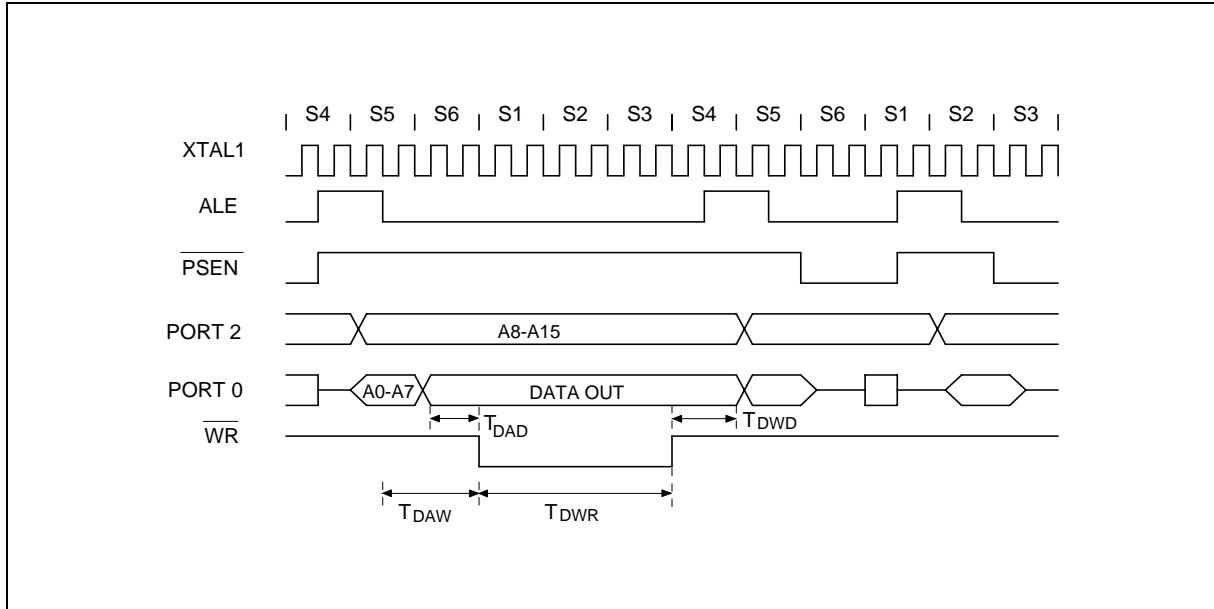 S4 S5 S6 S1 S2 S3 S4 S5 S6 S1 S2 S3
XTAL1
ALE
PSEN
PORT 2 A8-A15
PORT 0 A0-A7 DATA OUT
TDAD TDWD
WR
TDAW TDWR